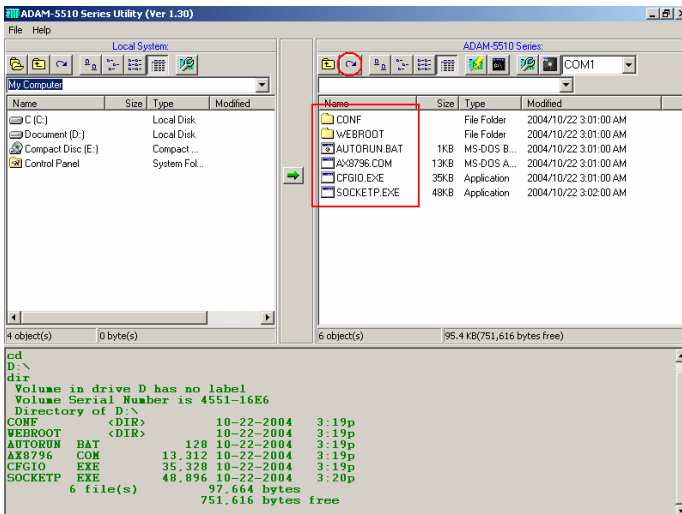 ADAM-5510 Series Utility (Ver 1.30)
File Help
Local System:
ADAM-5510 Series:
COM1
My Computer
Name Size Type Modified
C (C:) Local Disk
Document (D:) Local Disk
Compact Disc (E:) Compact ...
Control Panel System Fol...
Name Size Type Modified
CONF File Folder 2004/10/22 3:01:00 AM
WEBROOT File Folder 2004/10/22 3:01:00 AM
AUTORUN.BAT 1KB MS-DOS B... 2004/10/22 3:01:00 AM
AX8796.COM 13KB MS-DOS A... 2004/10/22 3:01:00 AM
CFGIO.EXE 35KB Application 2004/10/22 3:01:00 AM
SOCKETP.EXE 48KB Application 2004/10/22 3:02:00 AM
4 object(s) 0 byte(s)
6 object(s) 95.4 KB(751,616 bytes free)
cd
D:\
dir
Volume in drive D has no label
Volume Serial Number is 4551-16E6
Directory of D:\
CONF <DIR> 10-22-2004 3:19p
WEBROOT <DIR> 10-22-2004 3:19p
AUTORUN BAT 128 10-22-2004 3:19p
AX8796 COM 13,312 10-22-2004 3:19p
CFGIO EXE 35,328 10-22-2004 3:19p
SOCKETP EXE 48,896 10-22-2004 3:20p
6 file(s) 97,664 bytes
751,616 bytes free